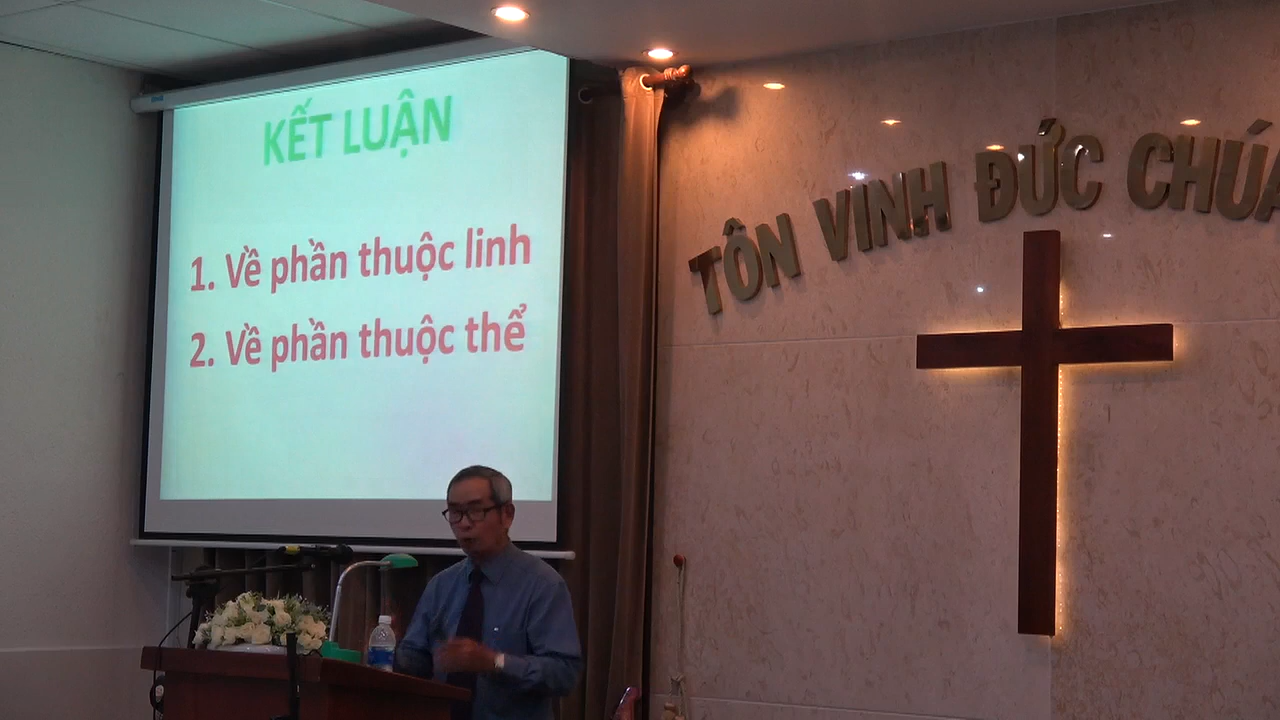 KẾT LUẬN
1. Về phần thuộc linh
2. Về phần thuộc thể
TÔN VINH ĐỨC CHÚA